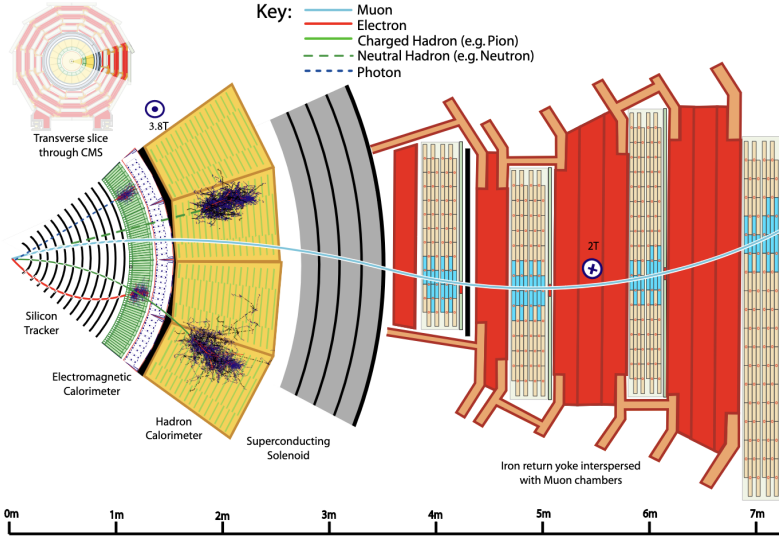 Key:
Muon
Electron
Charged Hadron (e.g. Pion)
Neutral Hadron (e.g. Neutron)
Photon
Transverse slice
through CMS
3.8T
2T
Silicon
Tracker
Electromagnetic
Calorimeter
Hadron
Calorimeter
Superconducting
Solenoid
Iron return yoke interspersed
with Muon chambers
0m 1m 2m 3m 4m 5m 6m 7m